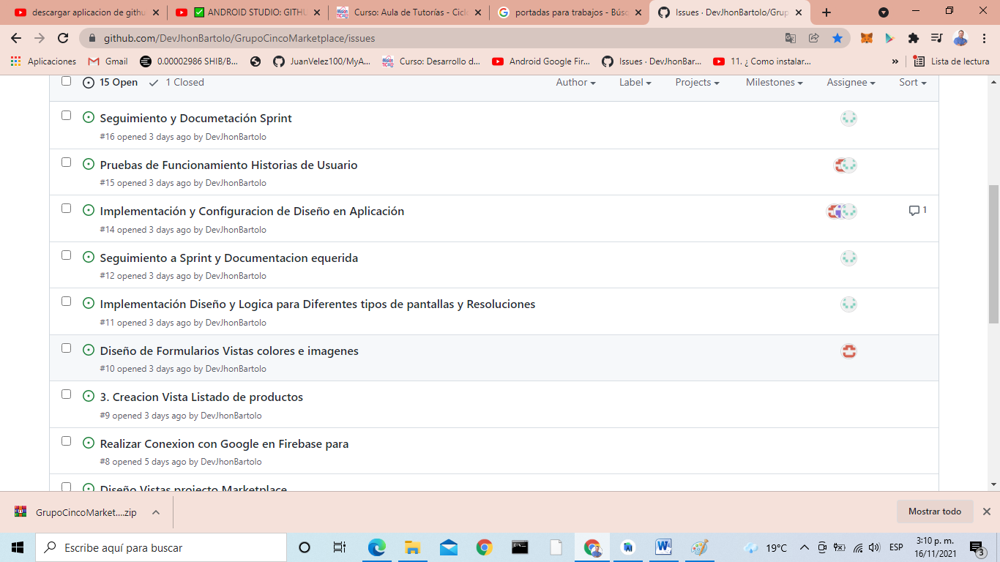 descargar aplicacion de githu
ANDROID STUDIO: GITHU
Curso: Aula de Tutorías - Ciclo
portadas para trabajos - Búsc
Issues · DevJhonBartolo/Grup
github.com/DevJhonBartolo/GrupoCincoMarketplace/issues
Aplicaciones
Gmail
0.00002986 SHIB/B...
JuanVelez100/MyA...
Curso: Desarrollo d...
Android Google Fir...
Issues · DevJhonBar...
11. ¿ Como instalar...
»
Lista de lectura
15 Open
1 Closed
Author
Label
Projects
Milestones
Assignee
Sort
Seguimiento y Documetación Sprint
#16 opened 3 days ago by DevJhonBartolo
Pruebas de Funcionamiento Historias de Usuario
#15 opened 3 days ago by DevJhonBartolo
Implementación y Configuracion de Diseño en Aplicación
1
#14 opened 3 days ago by DevJhonBartolo
Seguimiento a Sprint y Documentacion equerida
#12 opened 3 days ago by DevJhonBartolo
Implementación Diseño y Logica para Diferentes tipos de pantallas y Resoluciones
#11 opened 3 days ago by DevJhonBartolo
Diseño de Formularios Vistas colores e imagenes
#10 opened 3 days ago by DevJhonBartolo
3. Creacion Vista Listado de productos
#9 opened 3 days ago by DevJhonBartolo
Realizar Conexion con Google en Firebase para
#8 opened 5 days ago by DevJhonBartolo
Diseño Vistas projecto Marketplace
GrupoCincoMarket....zip
Mostrar todo
Escribe aquí para buscar
19°C
ESP
3:10 p. m.
16/11/2021
3